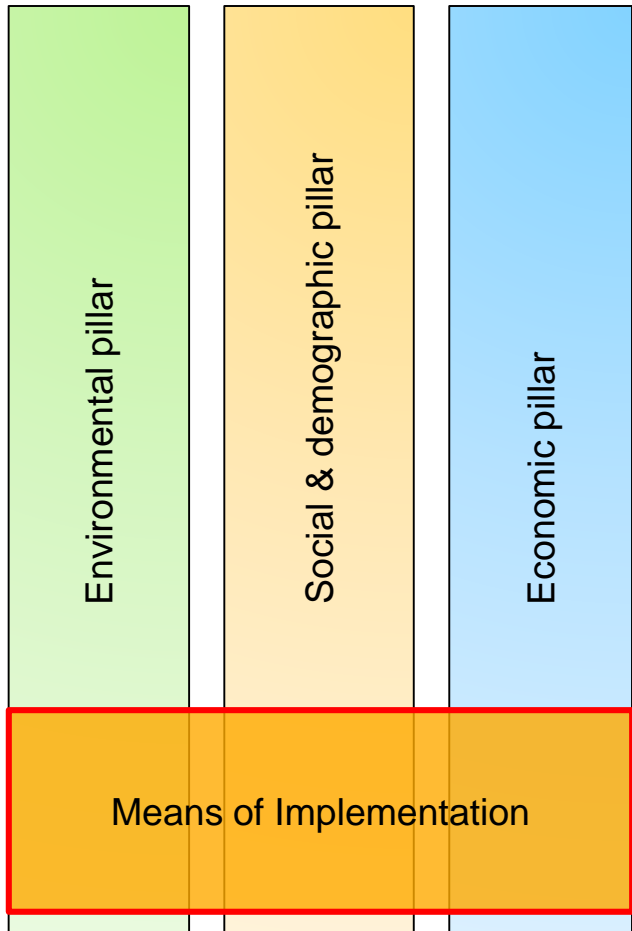 Environmental pillar
Social & demographic pillar
Economic pillar
Means of Implementation